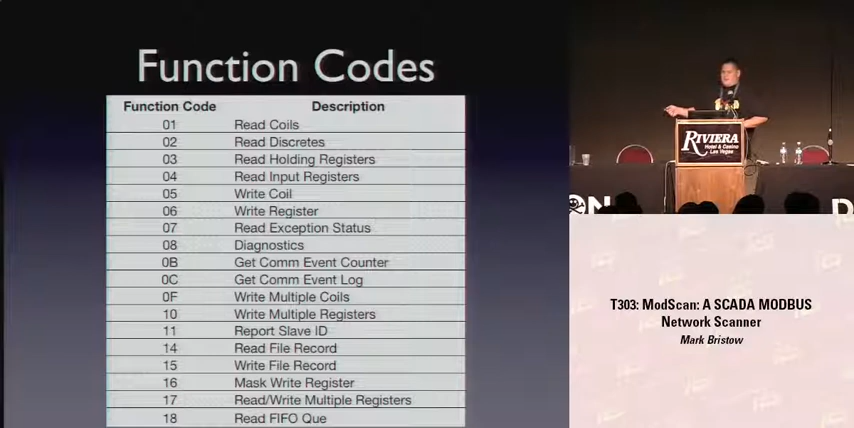 Function Codes
Function Code Description
01 Read Coils
02 Read Discretes
03 Read Holding Registers
04 Read Input Registers
05 Write Coil
06 Write Register
07 Read Exception Status
08 Diagnostics
0B Get Comm Event Counter
0C Get Comm Event Log
0F Write Multiple Coils
10 Write Multiple Registers
11 Report Slave ID
14 Read File Record
15 Write File Record
16 Mask Write Register
17 Read/Write Multiple Registers
18 Read FIFO Que
RIVIERA
Hotel & Casino
Las Vegas
T303: ModScan: A SCADA MODBUS
Network Scanner
Mark Bristow